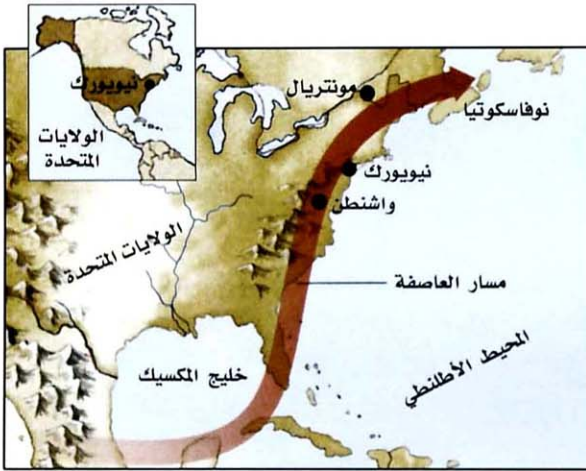 نيويورك
الولايات
المتحدة
مونتريال
نوفاسكوتيا
نيويورك
واشنطن
الولايات المتحدة
مسار العاصفة
خليج المكسيك
المحيط الأطلنطي